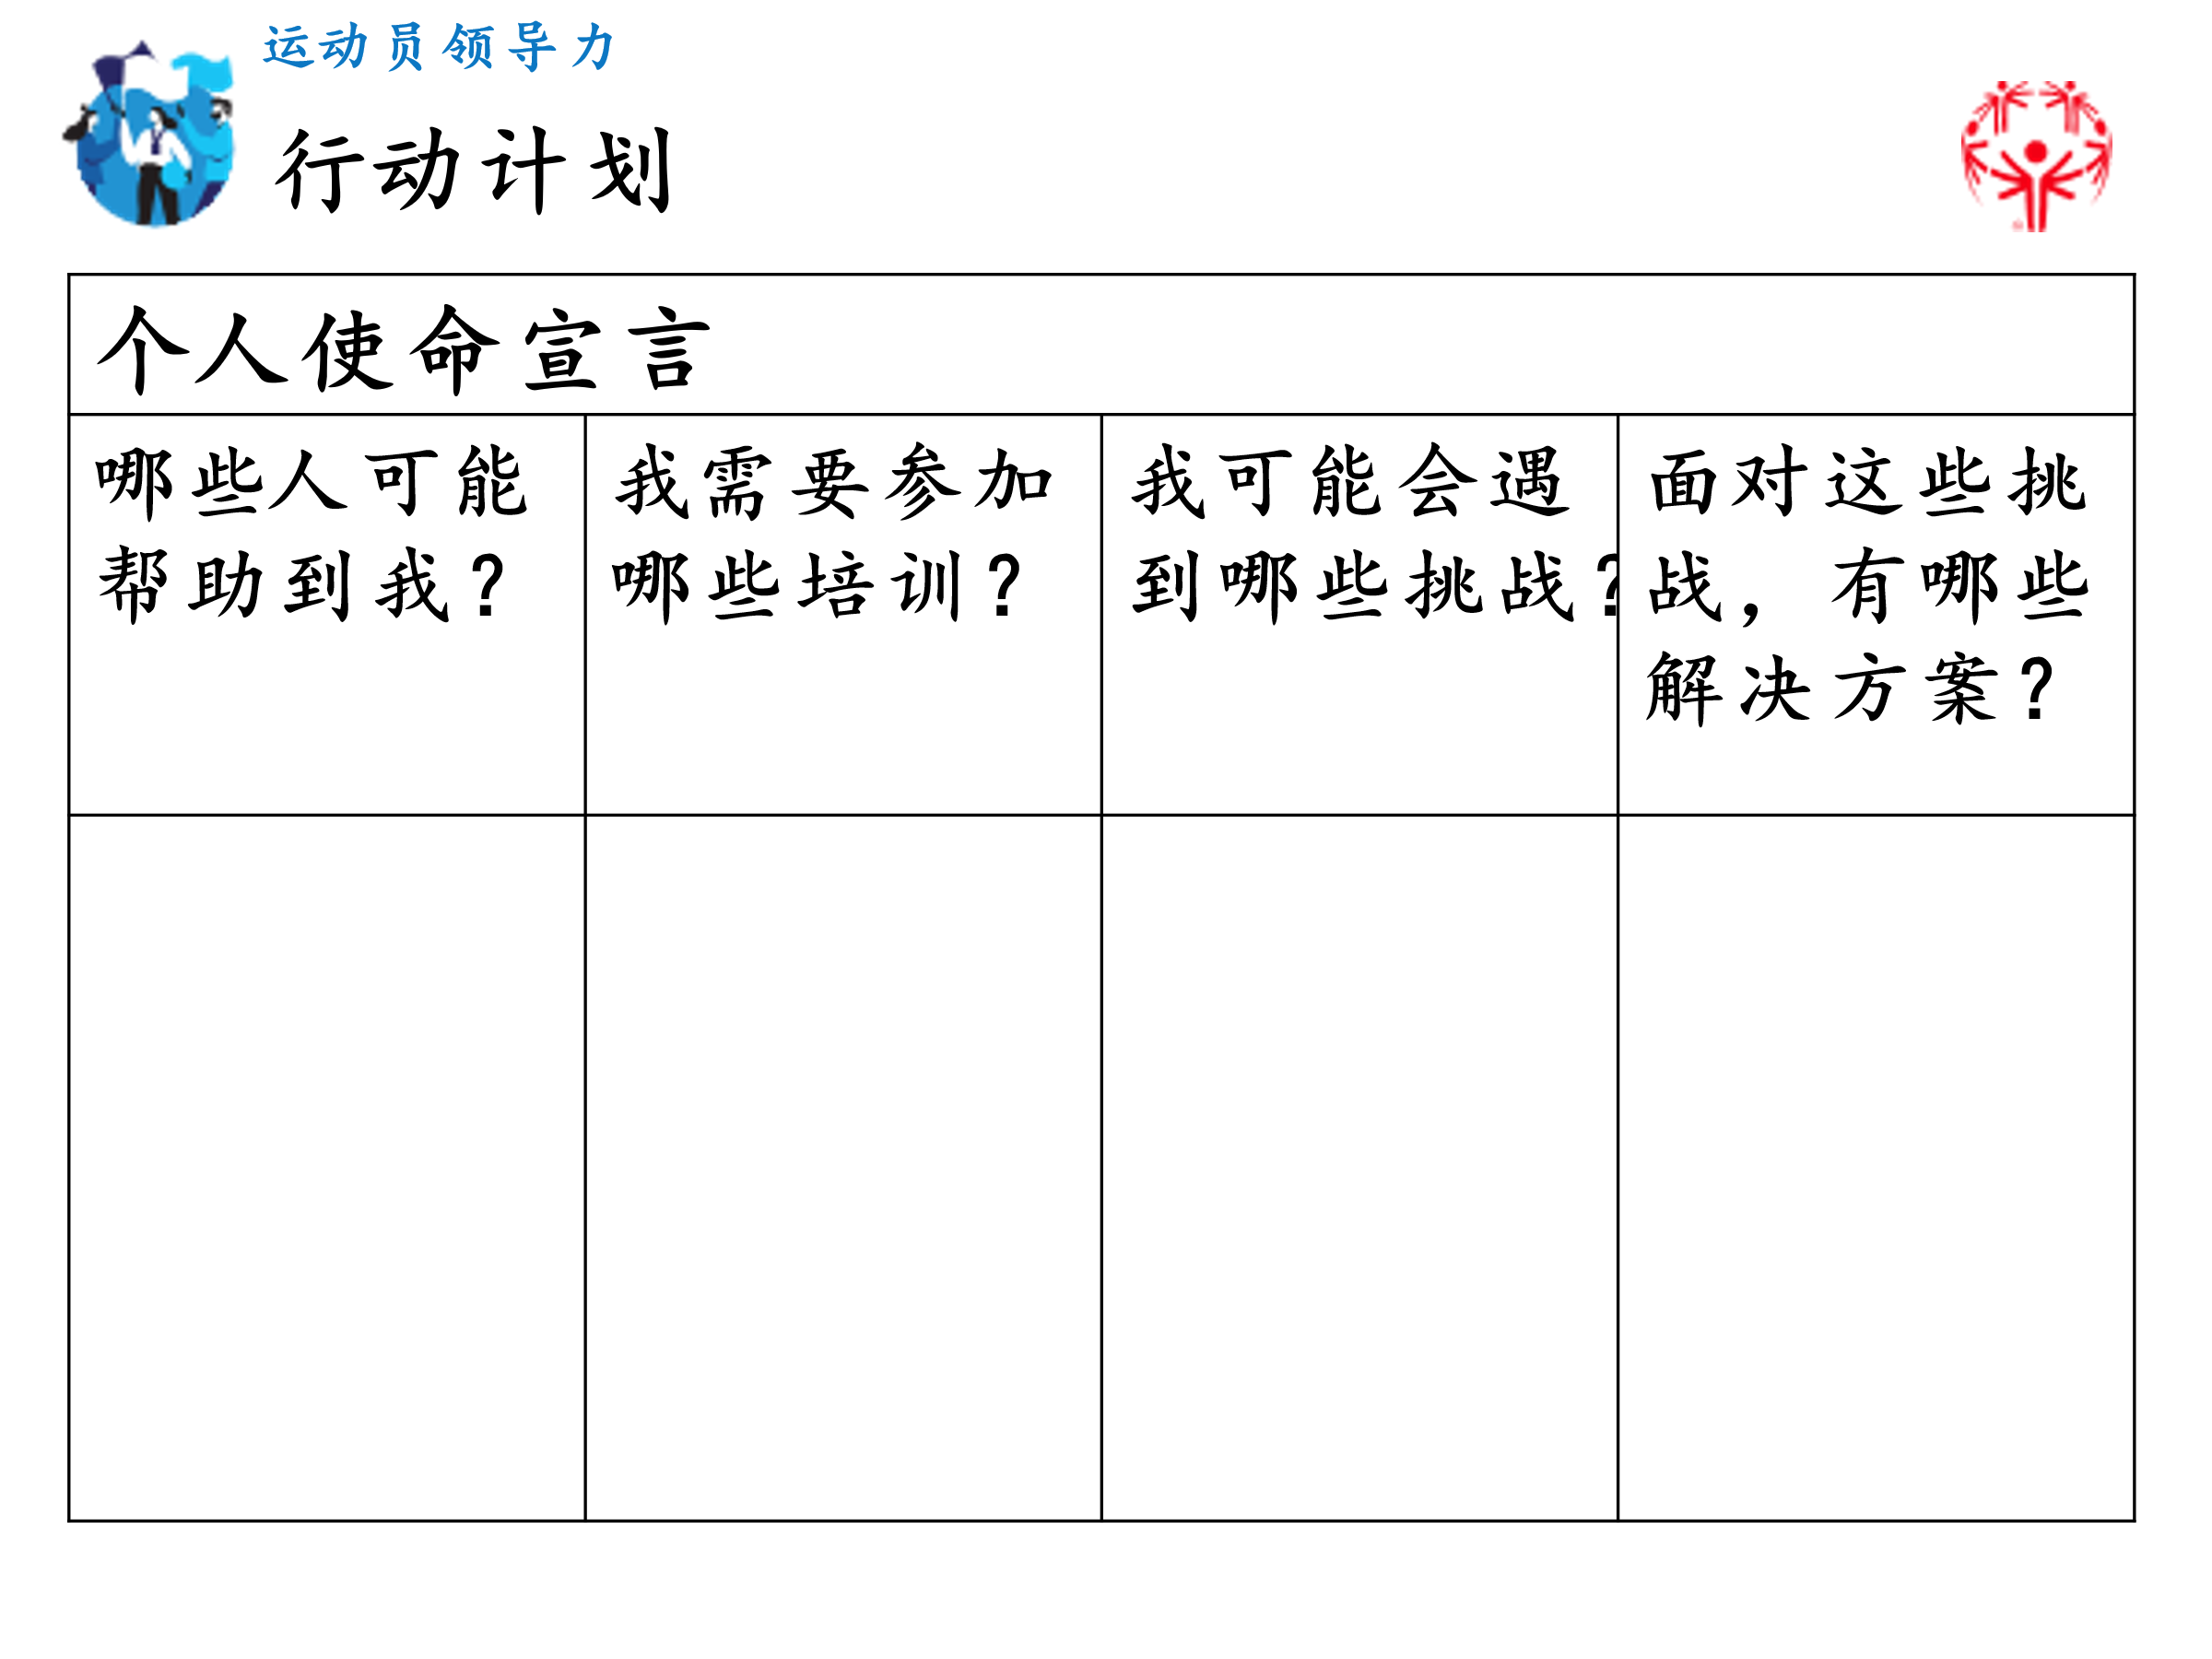 运动员领导力
行动计划
个人使命宣言
哪些人可能
帮助到我？
我需要参加
哪些培训？
我可能会遇
到哪些挑战？
面对这些挑
战，有哪些
解决方案？